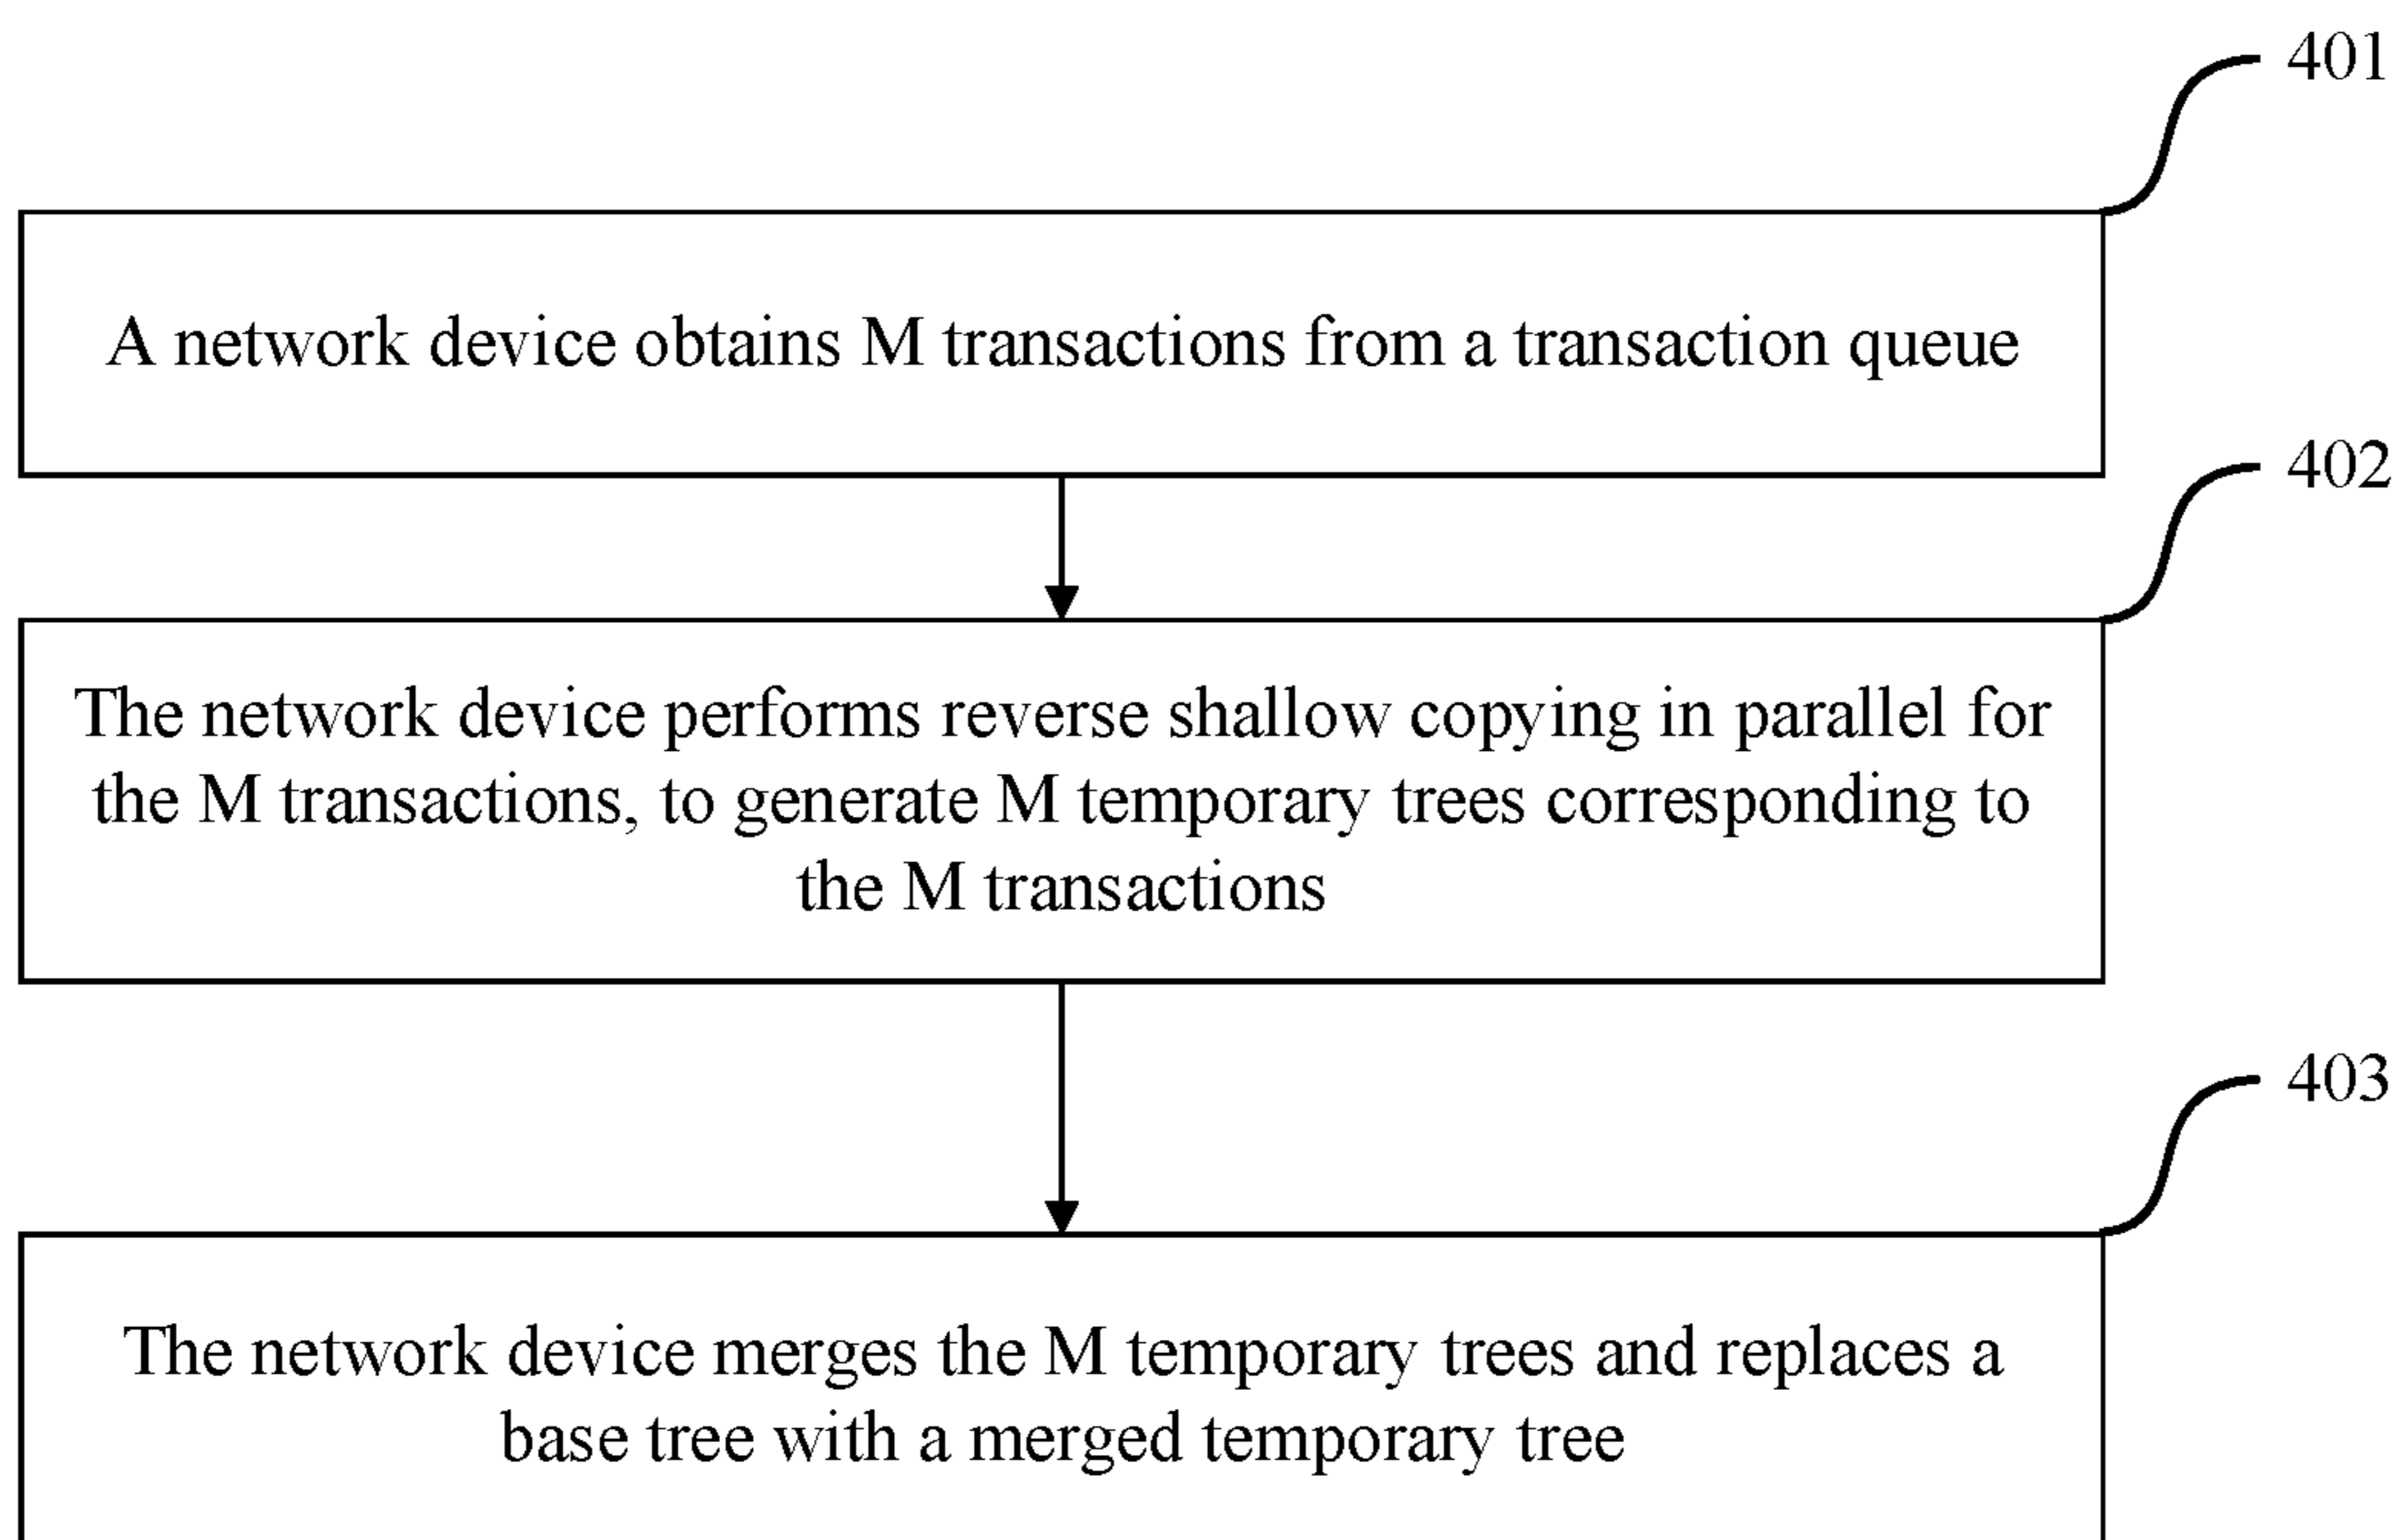 401
A network device obtains M transactions from a transaction queue
402
The network device performs reverse shallow copying in parallel for
the M transactions, to generate M temporary trees corresponding to
the M transactions
403
The network device merges the M temporary trees and replaces a
base tree with a merged temporary tree